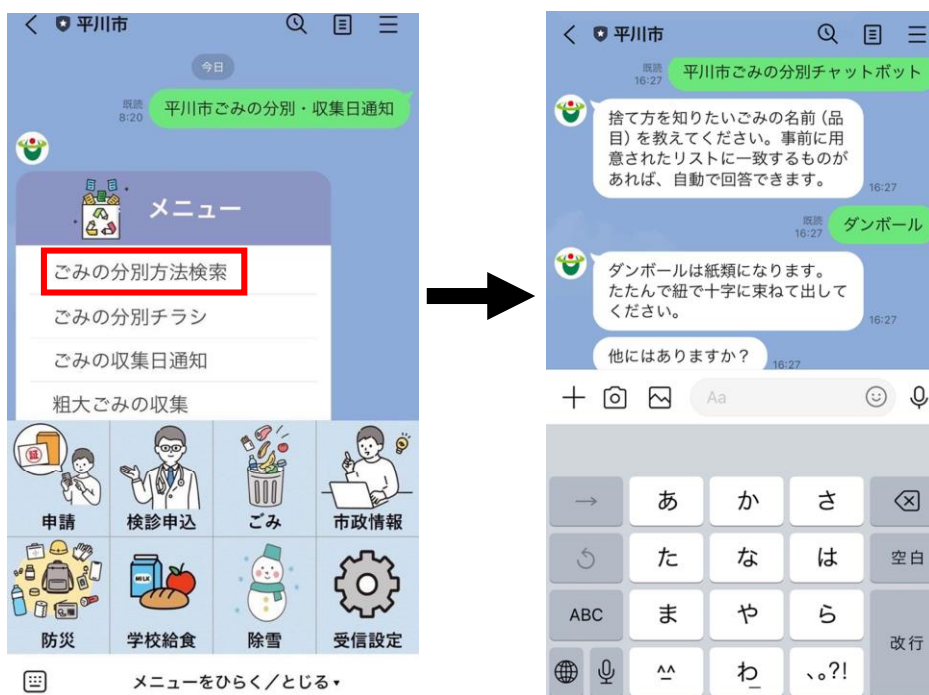 平川市
今日
既読
8:20
平川市ごみの分別・収集日通知
メニュー
ごみの分別方法検索
ごみの分別チラシ
ごみの収集日通知
粗大ごみの収集
証
申請
検診申込
ごみ
市政情報
MILK
防災
学校給食
除雪
受信設定
メニューをひらく/とじる▾
平川市
既読
16:27
平川市ごみの分別チャットボット
捨て方を知りたいごみの名前(品
目)を教えてください。事前に用
意されたリストに一致するものが
あれば、自動で回答できます。
16:27
既読
16:27
ダンボール
ダンボールは紙類になります。
たたんで紐で十字に束ねて出して
ください。
16:27
他にはありますか?
16:27
Aa
→ あ か さ
た な は 空白
ABC ま や ら 改行
^^ わ 、。?!